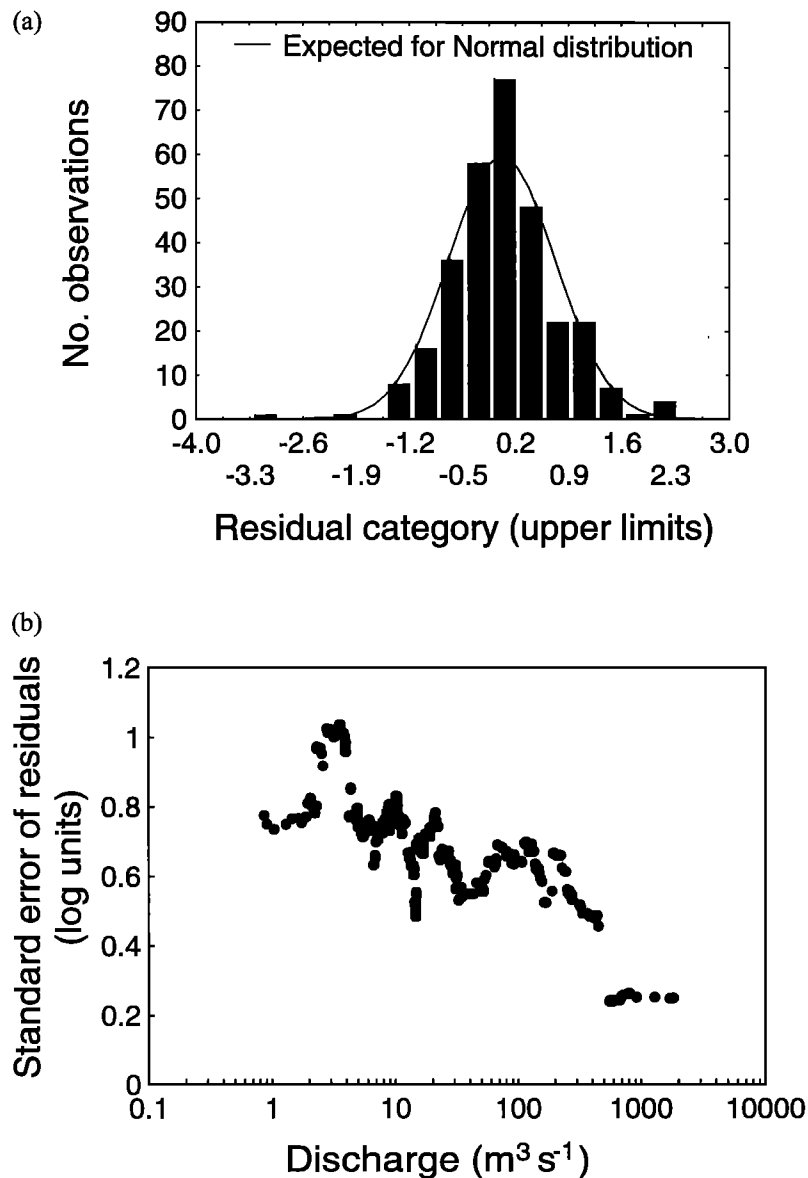 (a)
Expected for Normal distribution
No. observations
90
80
70
60
50
40
30
20
10
0
-4.0 -2.6 -1.2 0.2 1.6 3.0
-3.3 -1.9 -0.5 0.9 2.3
Residual category (upper limits)
(b)
Standard error of residuals
(log units)
1.2
1
0.8
0.6
0.4
0.2
0
0.1 1 10 100 1000 10000
Discharge (m³ s⁻¹)